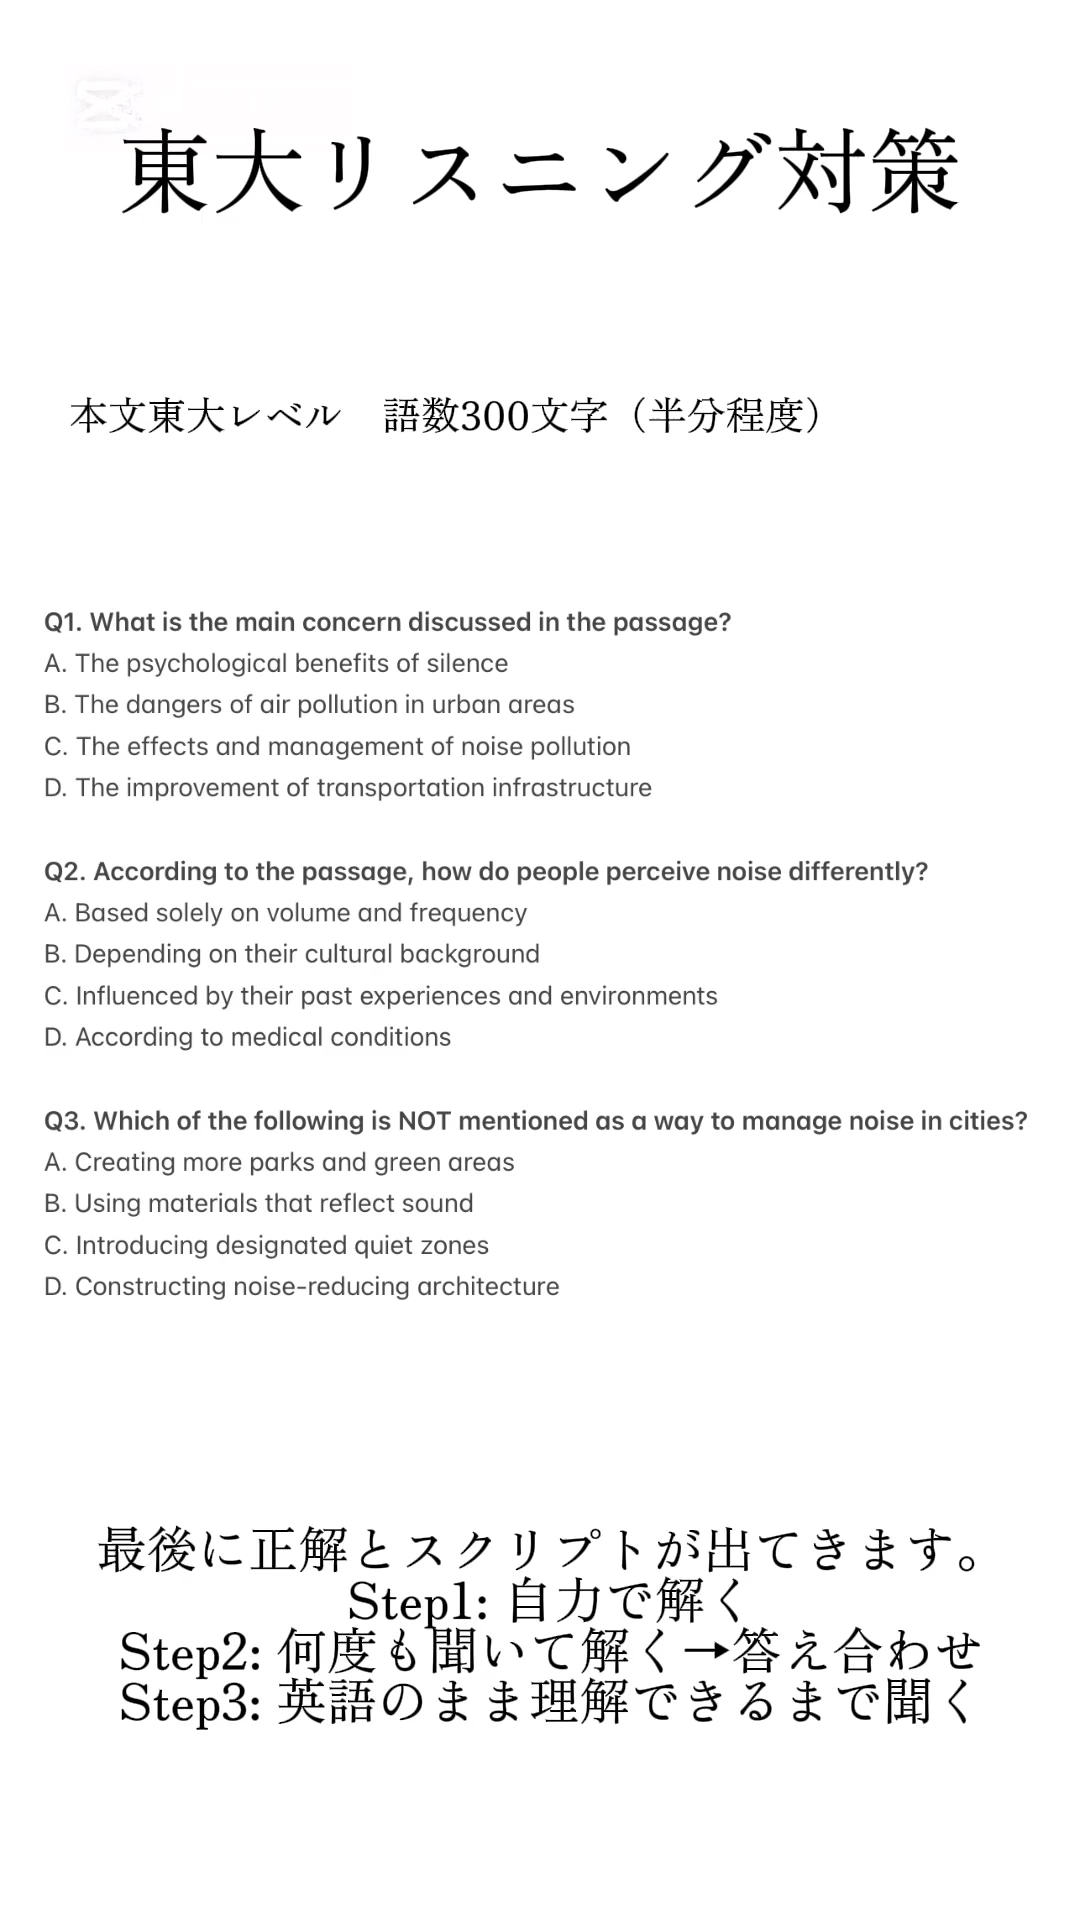 東大リスニング対策
本文東大レベル　語数300文字（半分程度）
Q1. What is the main concern discussed in the passage?
A. The psychological benefits of silence
B. The dangers of air pollution in urban areas
C. The effects and management of noise pollution
D. The improvement of transportation infrastructure
Q2. According to the passage, how do people perceive noise differently?
A. Based solely on volume and frequency
B. Depending on their cultural background
C. Influenced by their past experiences and environments
D. According to medical conditions
Q3. Which of the following is NOT mentioned as a way to manage noise in cities?
A. Creating more parks and green areas
B. Using materials that reflect sound
C. Introducing designated quiet zones
D. Constructing noise-reducing architecture
最後に正解とスクリプトが出てきます。
Step1: 自力で解く
Step2: 何度も聞いて解く→答え合わせ
Step3: 英語のまま理解できるまで聞く